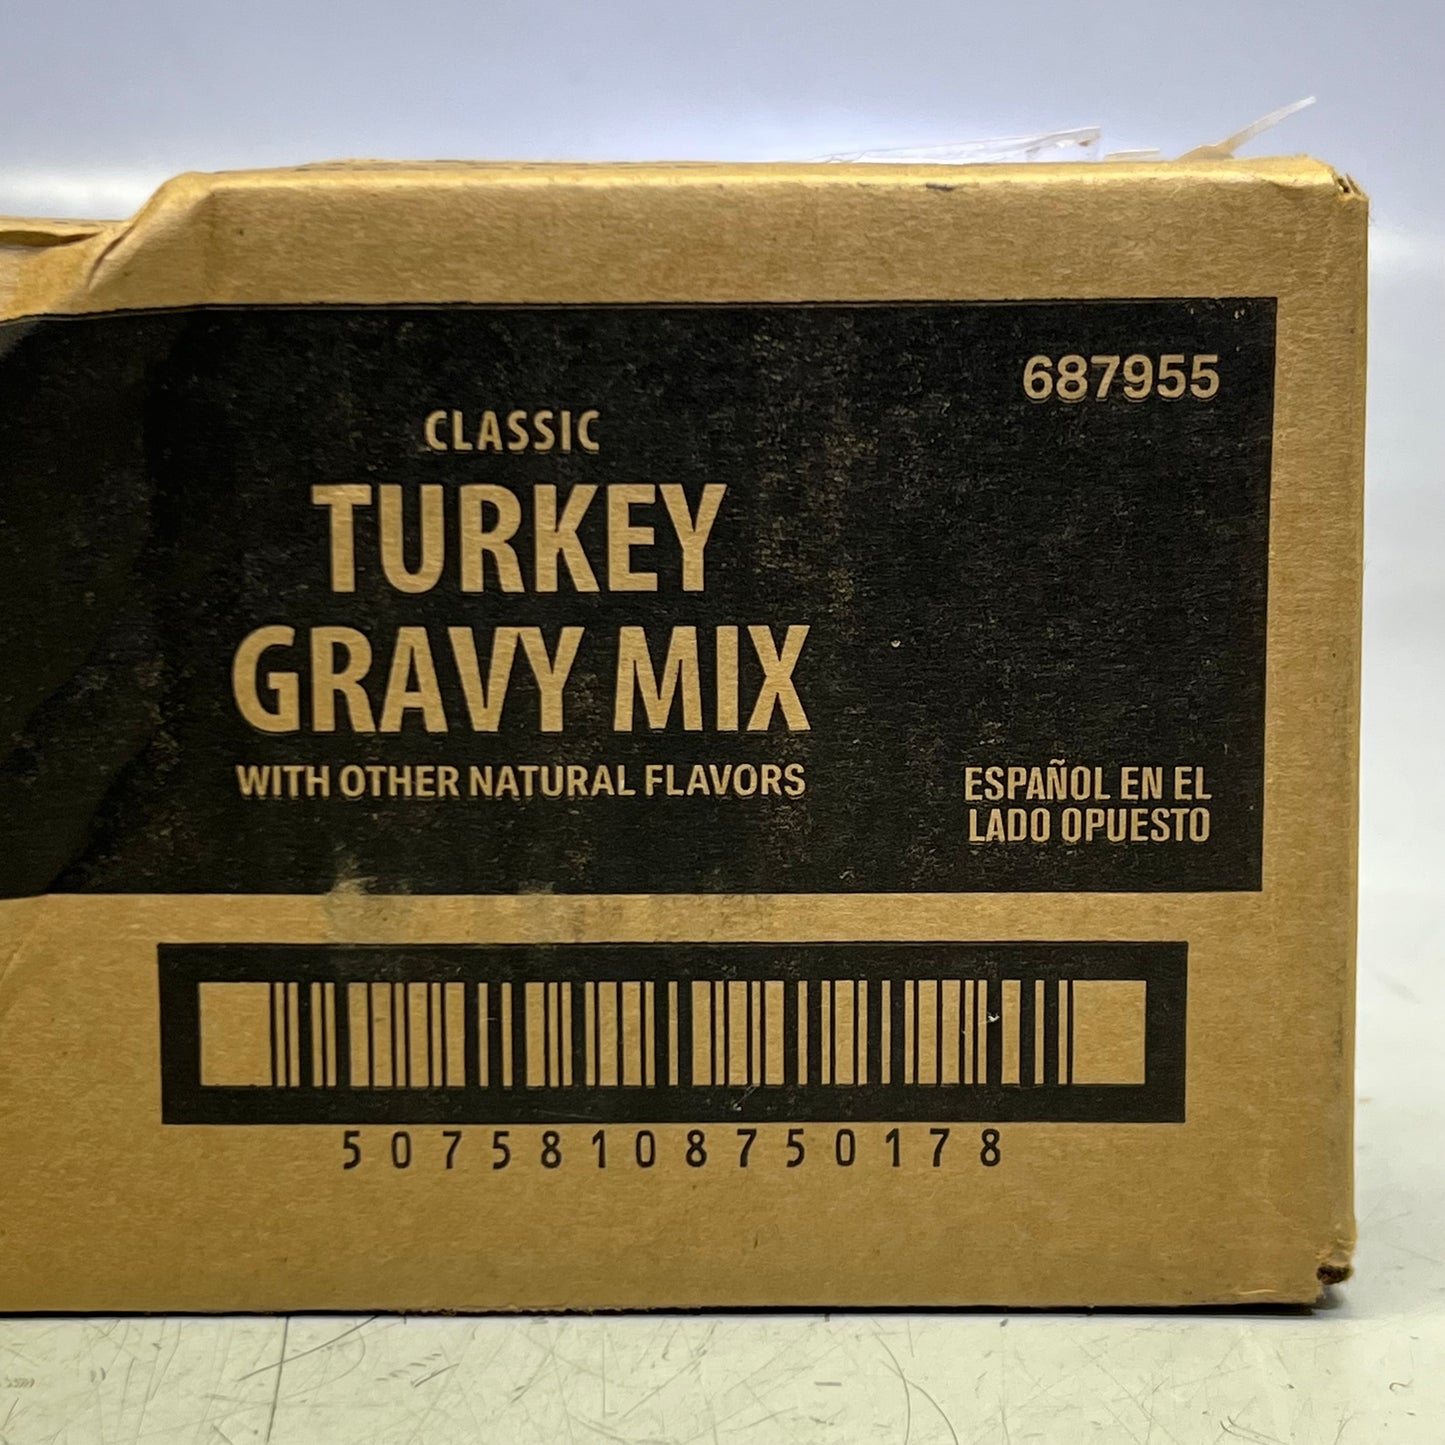 687955
CLASSIC
TURKEY
GRAVY MIX
WITH OTHER NATURAL FLAVORS
ESPAÑOL EN EL
LADO OPUESTO
50758108750178